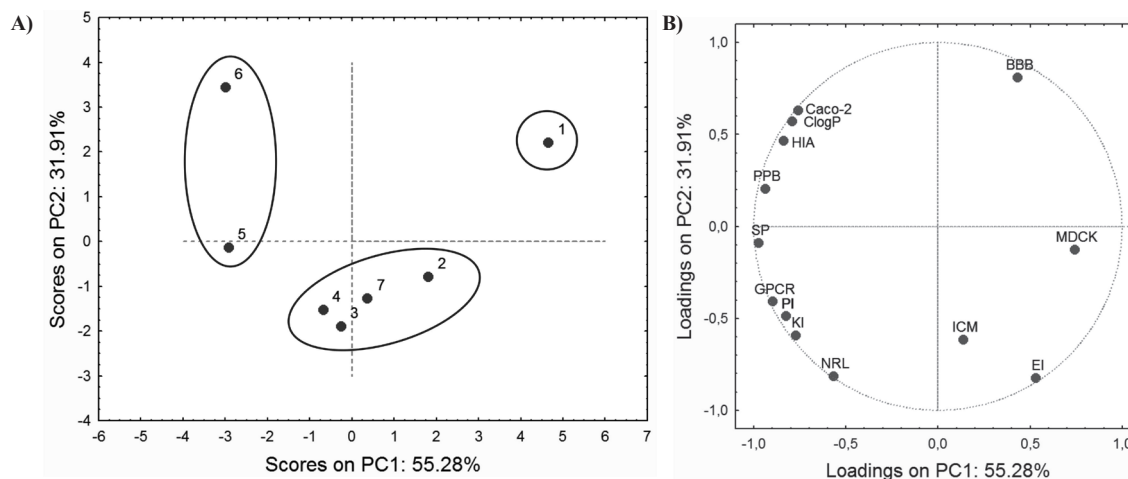 A)
Scores on PC2: 31.91%
5
4
3
2
1
0
-1
-2
-3
-4
6
1
5
2
7
4
3
-6 -5 -4 -3 -2 -1 0 1 2 3 4 5 6 7
Scores on PC1: 55.28%
B)
Loadings on PC2: 31.91%
1,0
0,5
0,0
-0,5
-1,0
BBB
Caco-2
ClogP
HIA
PPB
SP
MDCK
GPCR
PI
KI
ICM
NRL
EI
-1,0 -0,5 0,0 0,5 1,0
Loadings on PC1: 55.28%